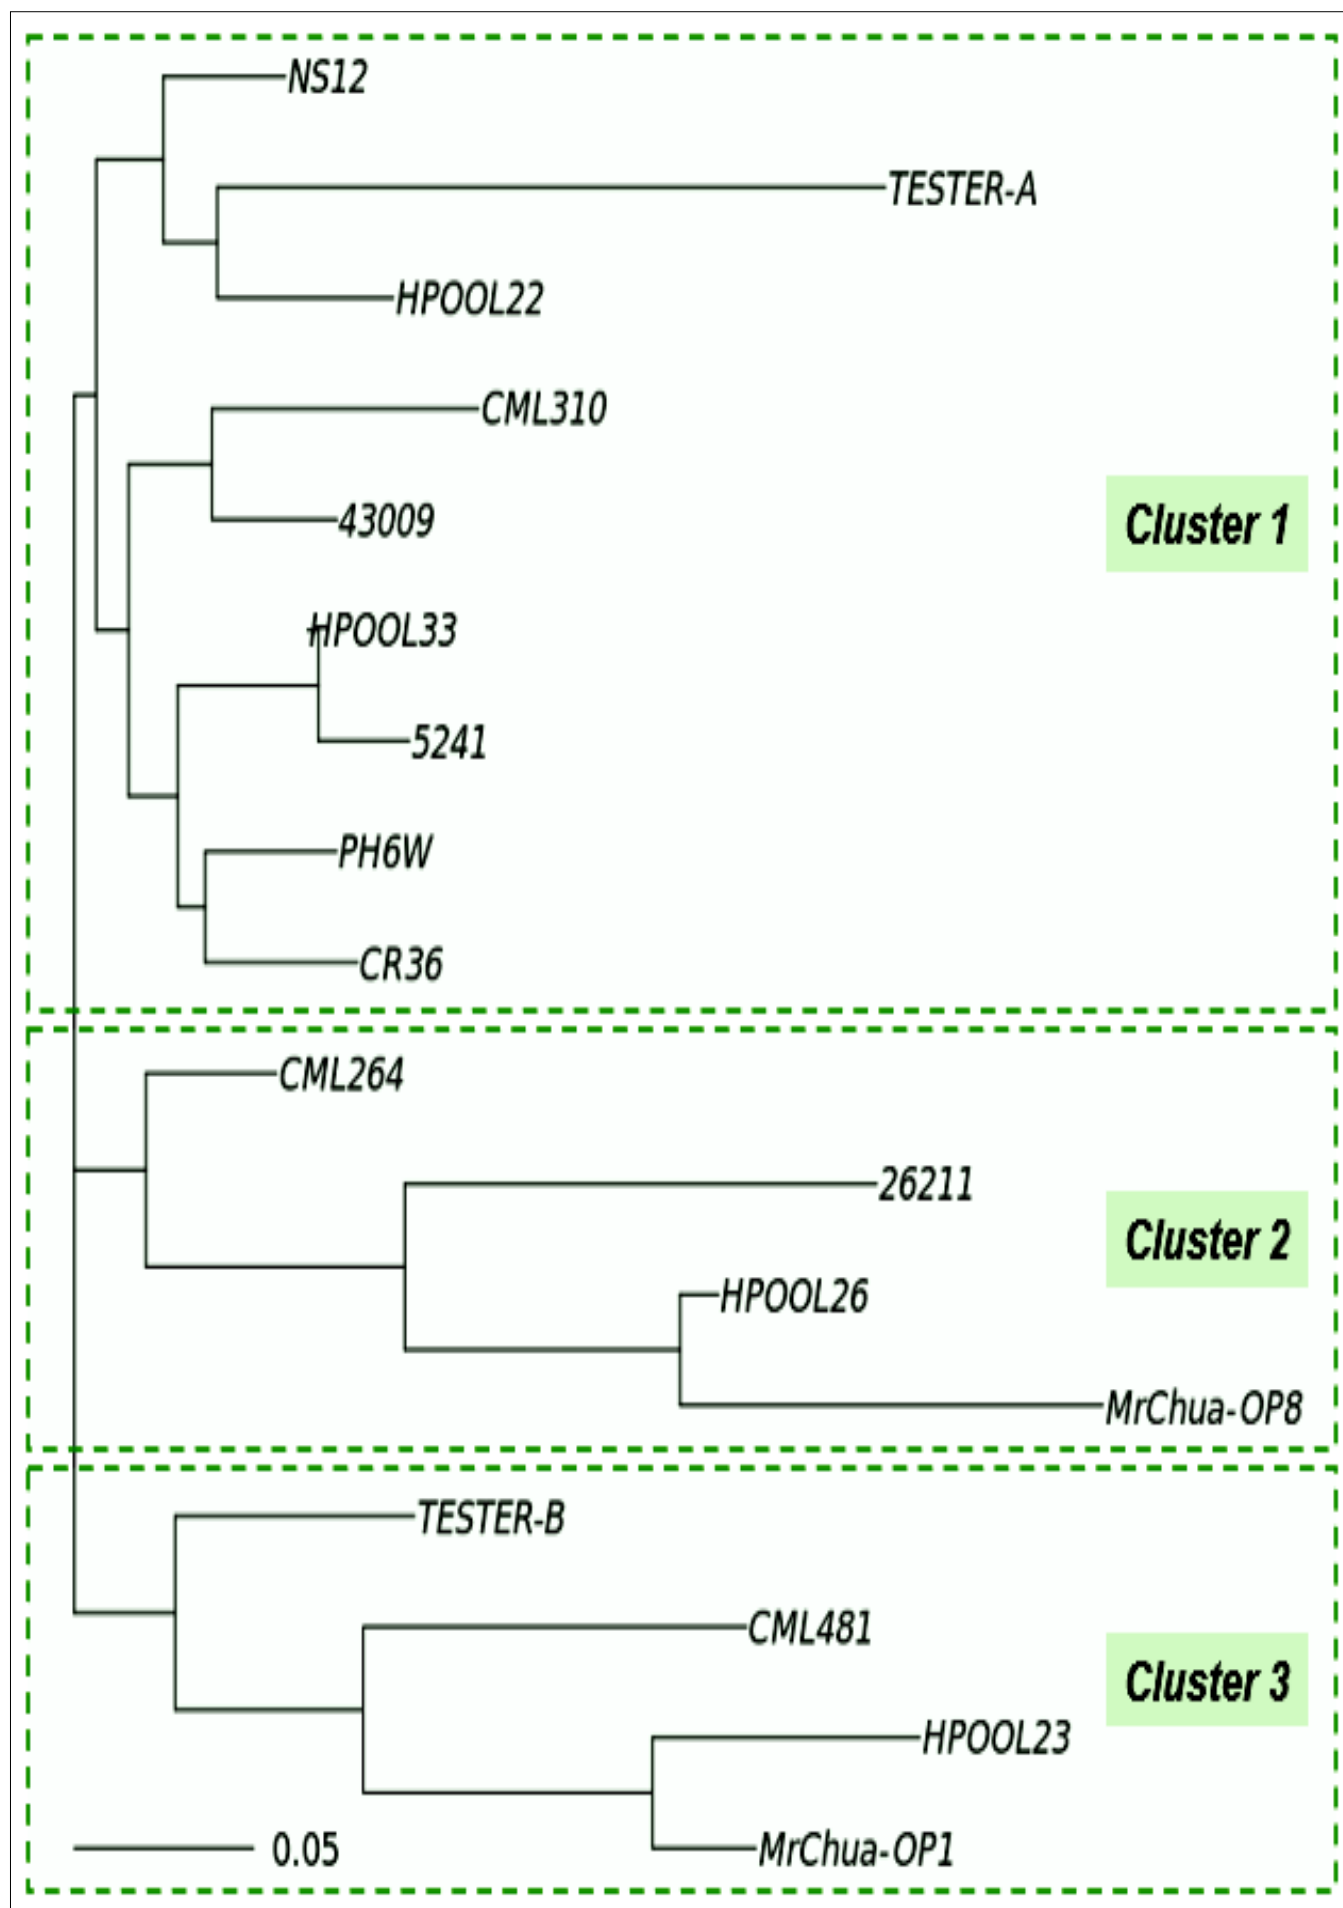 NS12
TESTER-A
HPOOL22
CML310
43009
Cluster 1
HPOOL33
5241
PH6W
CR36
CML264
26211
Cluster 2
HPOOL26
MrChua-OP8
TESTER-B
CML481
Cluster 3
HPOOL23
MrChua-OP1
0.05